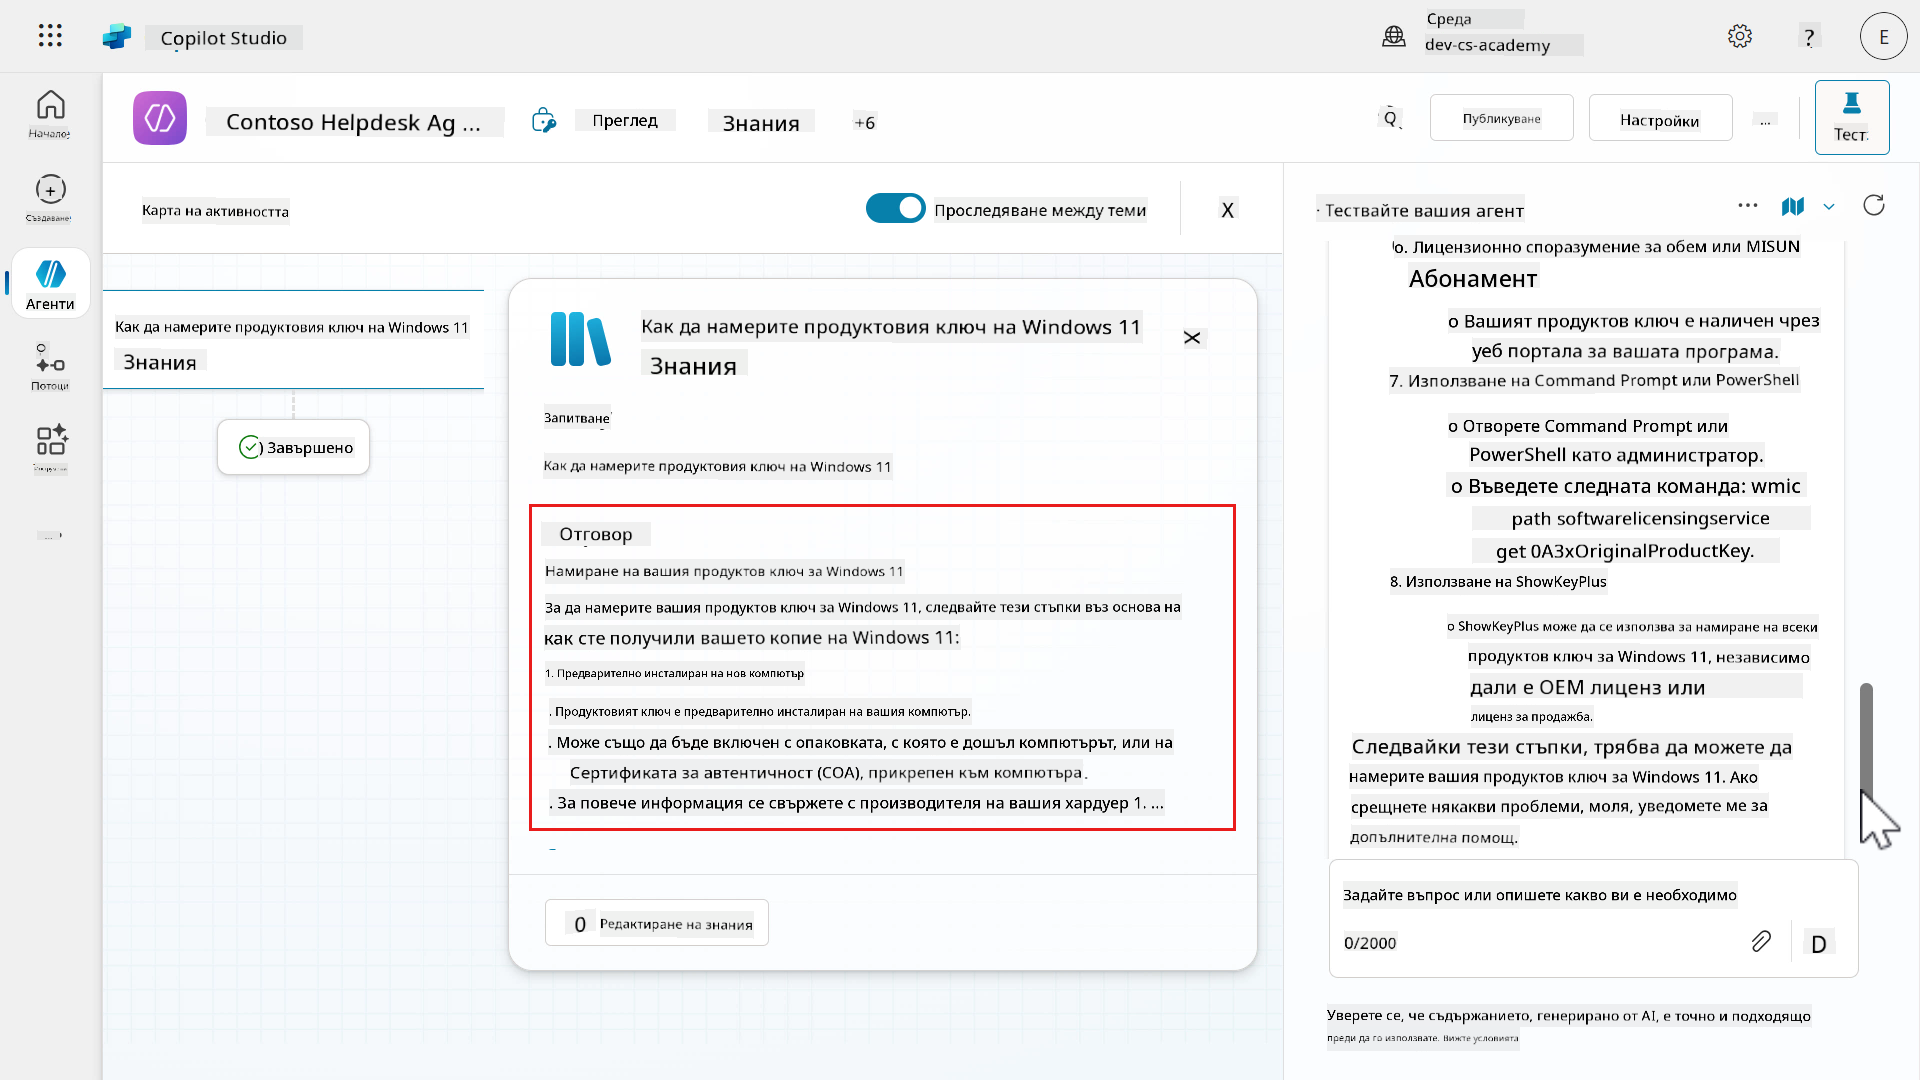 Copilot Studio
Среда
dev-cs-academy
?
E
Начало
Създаване
Агенти
Потоци
...
Contoso Helpdesk Ag ...
Преглед
Знания
+6
Публикуване
Настройки
...
Тест
Карта на активността
Проследяване между теми
X
Как да намерите продуктовия ключ на Windows 11
Знания
Завършено
Как да намерите продуктовия ключ на Windows 11
Знания
Запитване
Как да намерите продуктовия ключ на Windows 11
Отговор
Намиране на вашия продуктов ключ за Windows 11
За да намерите вашия продуктов ключ за Windows 11, следвайте тези стъпки въз основа на
как сте получили вашето копие на Windows 11:
1. Предварително инсталиран на нов компютър
. Продуктовият ключ е предварително инсталиран на вашия компютър.
. Може също да бъде включен с опаковката, с която е дошъл компютърът, или на
Сертификата за автентичност (COA), прикрепен към компютъра.
. За повече информация се свържете с производителя на вашия хардуер 1. ...
0 Редактиране на знания
· Тествайте вашия агент
6. Лицензионно споразумение за обем или MISUN
Абонамент
o Вашият продуктов ключ е наличен чрез
уеб портала за вашата програма.
7. Използване на Command Prompt или PowerShell
o Отворете Command Prompt или
PowerShell като администратор.
o Въведете следната команда: wmic
path softwarelicensingservice
get 0A3xOriginalProductKey.
8. Използване на ShowKeyPlus
o ShowKeyPlus може да се използва за намиране на всеки
продуктов ключ за Windows 11, независимо
дали е OEM лиценз или
лиценз за продажба.
Следвайки тези стъпки, трябва да можете да
намерите вашия продуктов ключ за Windows 11. Ако
срещнете някакви проблеми, моля, уведомете ме за
допълнителна помощ.
Задайте въпрос или опишете какво ви е необходимо
0/2000
D
Уверете се, че съдържанието, генерирано от AI, е точно и подходящо
преди да го използвате. Вижте условията